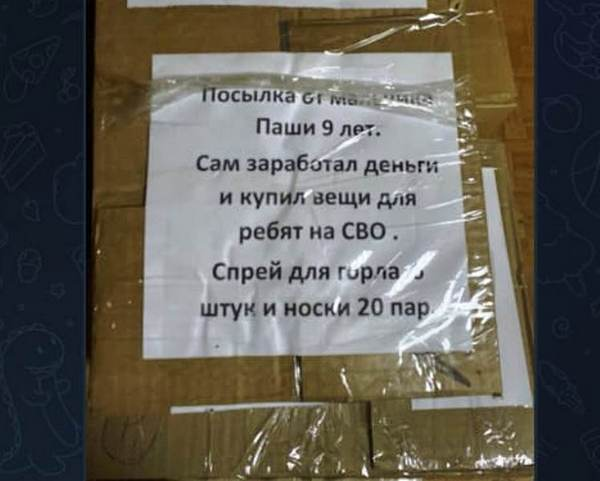 Посылка от мальчика
Паши 9 лет.
Сам заработал деньги
и купил вещи для
ребят на СВО .
Спрей для горла
штук и носки 20 пар.